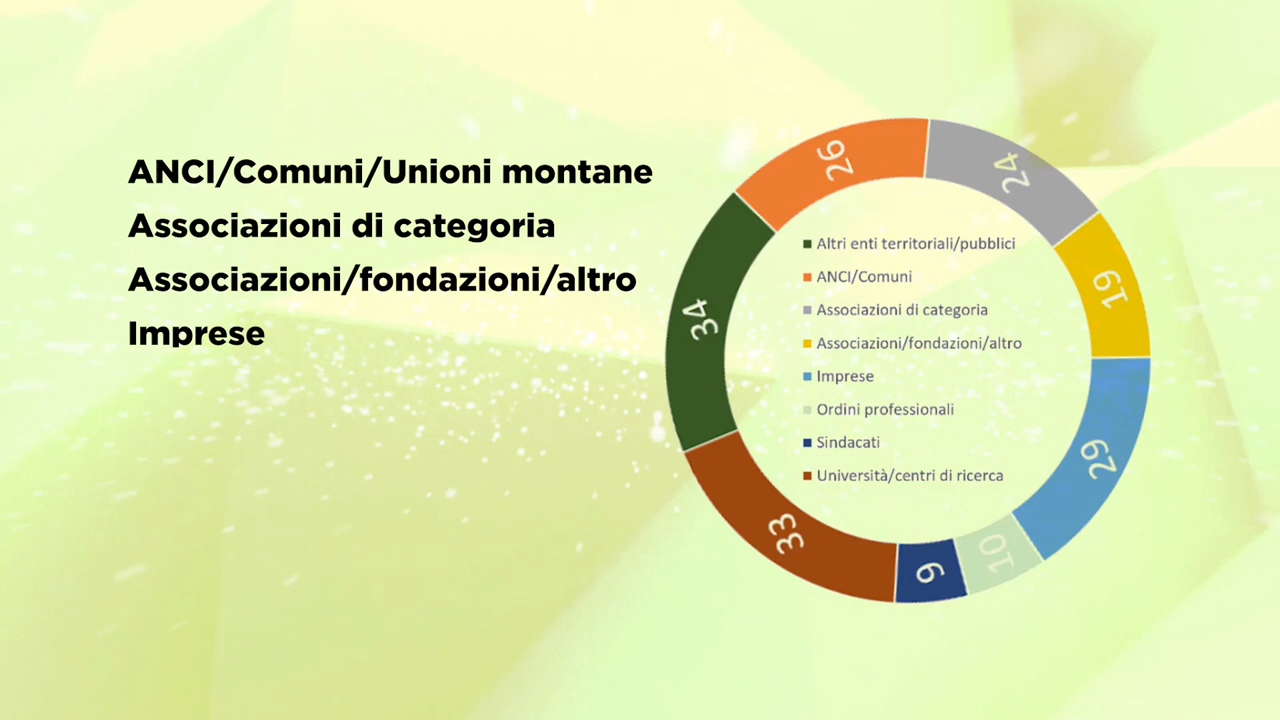 ANCI/Comuni/Unioni montane
Associazioni di categoria
Associazioni/fondazioni/altro
Imprese
26
24
19
29
10
9
33
34
Altri enti territoriali/pubblici
ANCI/Comuni
Associazioni di categoria
Associazioni/fondazioni/altro
Imprese
Ordini professionali
Sindacati
Università/centri di ricerca